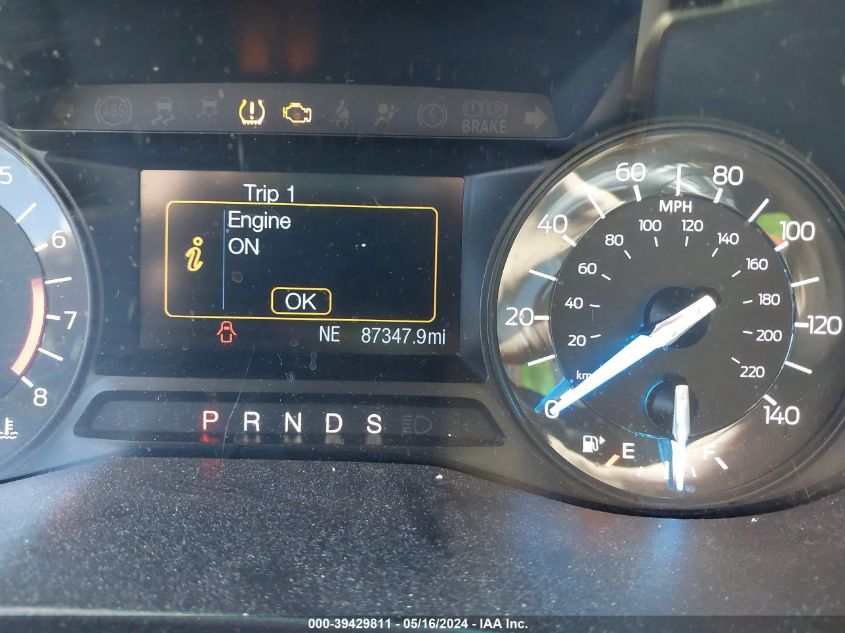 ABS
BRAKE
Trip 1
Engine
ON
i
OK
NE 87347.9mi
P R N D S
5
6
7
8
0
20
40
60
80
100
120
140
MPH
20
40
60
80
100
120
140
160
180
200
220
km
E F
000-39429811 - 05/16/2024 - IAA Inc.